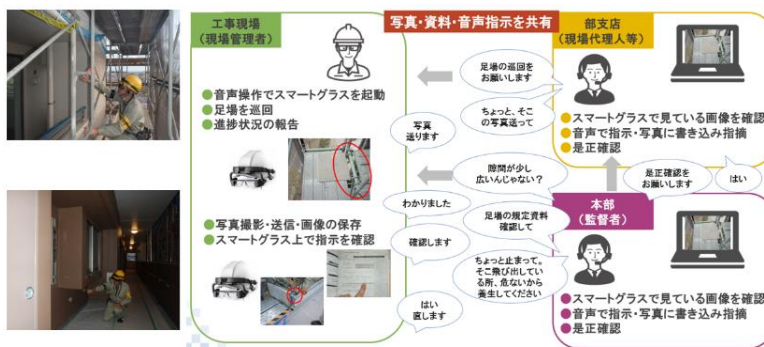 工事現場
(現場管理者)
●音声操作でスマートグラスを起動
●足場を巡回
●進捗状況の報告
●写真撮影・送信・画像の保存
●スマートグラス上で指示を確認
写真・資料・音声指示を共有
足場の巡回を
お願いします
ちょっと、そこ
の写真送って
写真
送ります
隙間が少し
広いんじゃない？
わかりました
足場の規定資料
確認して
確認します
ちょっと止まって。
そこ飛び出してい
る所、危ないから
養生してください
はい
直します
部支店
(現場代理人等)
●スマートグラスで見ている画像を確認
●音声で指示・写真に書き込み指摘
●是正確認
是正確認を
お願いします
はい
本部
(監督者)
●スマートグラスで見ている画像を確認
●音声で指示・写真に書き込み指摘
●是正確認